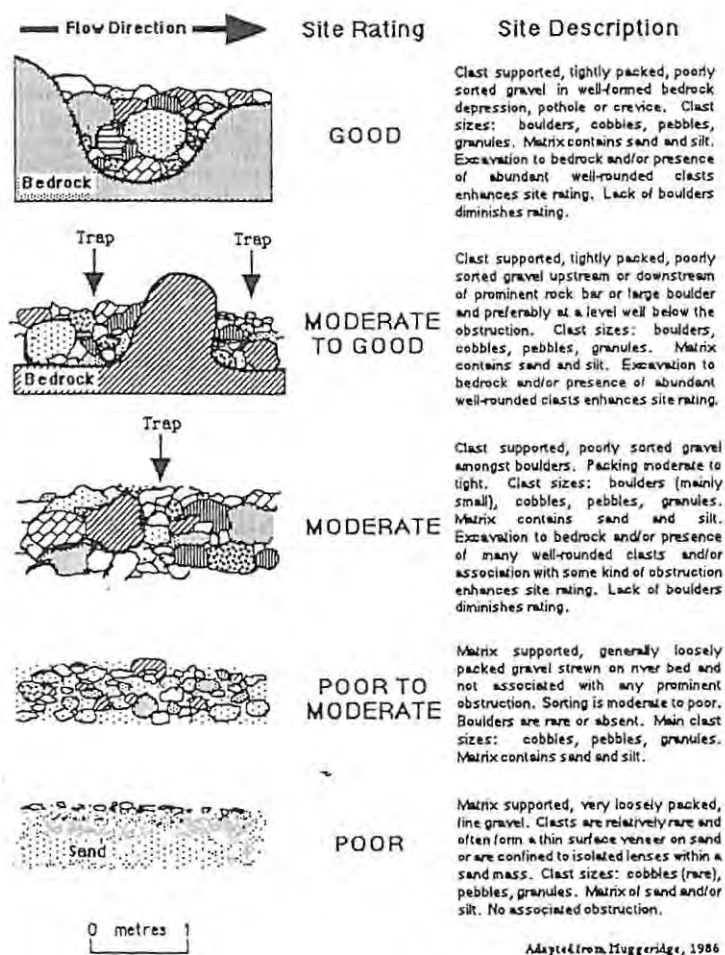 Flow Direction
Site Rating
Site Description
Bedrock
GOOD
Clast supported, tightly packed, poorly
sorted gravel in well-formed bedrock
depression, pothole or crevice. Clast
sizes: boulders, cobbles, pebbles,
granules. Matrix contains sand and silt.
Excavation to bedrock and/or presence
of abundant well-rounded clasts
enhances site rating. Lack of boulders
diminishes rating.
Trap
Trap
Bedrock
MODERATE
TO GOOD
Clast supported, tightly packed, poorly
sorted gravel upstream or downstream
of prominent rock bar or large boulder
and preferably at a level well below the
obstruction. Clast sizes: boulders,
cobbles, pebbles, granules. Matrix
contains sand and silt. Excavation to
bedrock and/or presence of abundant
well-rounded clasts enhances site rating.
Trap
MODERATE
Clast supported, poorly sorted gravel
amongst boulders. Packing moderate to
tight. Clast sizes: boulders (mainly
small), cobbles, pebbles, granules.
Matrix contains sand and silt.
Excavation to bedrock and/or presence
of many well-rounded clasts and/or
association with some kind of obstruction
enhances site rating. Lack of boulders
diminishes rating.
POOR TO
MODERATE
Matrix supported, generally loosely
packed gravel strewn on river bed and
not associated with any prominent
obstruction. Sorting is moderate to poor.
Boulders are rare or absent. Main clast
sizes: cobbles, pebbles, granules.
Matrix contains sand and silt.
Sand
POOR
Matrix supported, very loosely packed,
fine gravel. Clasts are relatively rare and
often form a thin surface veneer on sand
or are confined to isolated lenses within a
sand mass. Clast sizes: cobbles (rare),
pebbles, granules. Matrix of sand and/or
silt. No associated obstruction.
0 metres 1
Adapted from Muggeridge, 1986